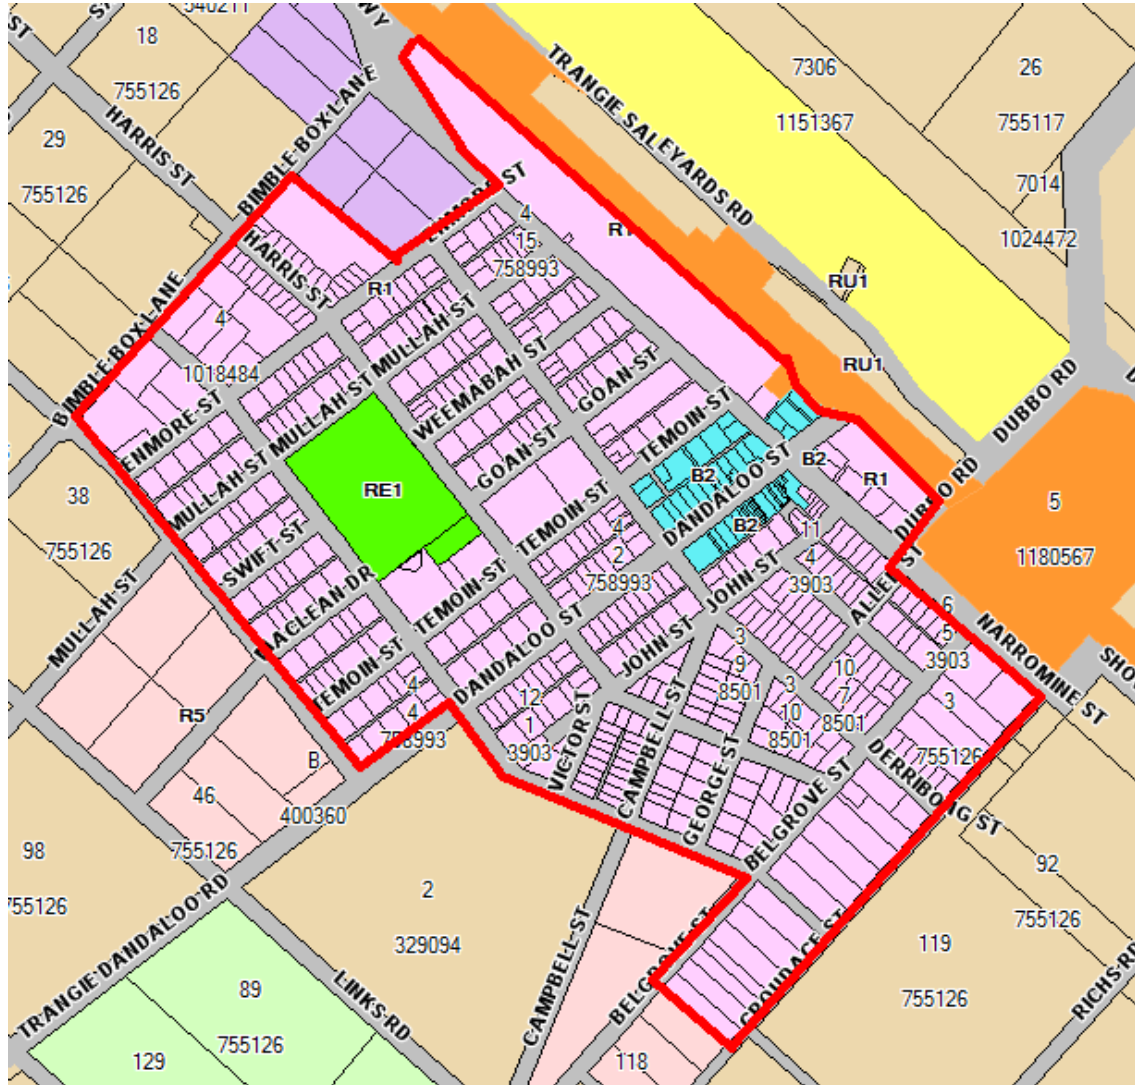 540211
ST
WY
18
755126
HARRIS ST
BIMBLE BOX LANE
TRANGIE SALEYARDS RD
7306
1151367
26
755117
7014
1024472
29
755126
ENMORE ST
4
15
758993
R1
RU1
RU1
HARRIS ST
R1
MULLAH ST
WEEMABAH ST
GOAN ST
BIMBLE BOX LANE
BIMBLE BOX LANE
4
1018484
ENMORE ST
MULLAH ST
MULLAH ST
GOAN ST
TEMOIN ST
DUBBO RD
B2
B2
DANDALOO ST
R1
DUBBO RD
RE1
38
755126
SWIFT ST
TEMOIN ST
4
2
758993
B2
11
4
3903
5
1180567
MULLAH ST
MACLEAN DR
TEMOIN ST
JOHN ST
ALLEE ST
6
5
3903
NARROMINE ST
TEMOIN ST
DANDALOO ST
JOHN ST
3
9
8501
10
7
8501
3
755126
R5
4
4
758993
12
1
3903
VICTOR ST
CAMPBELL ST
3
10
8501
GEORGE ST
DERRIBONG ST
B
400360
46
755126
BELGROVE ST
98
755126
2
329094
92
755126
119
755126
TRANGIE DANDALOO RD
89
755126
129
LINKS RD
CAMPBELL ST
BELGROVE ST
CROUDACE ST
118
RICHS RD